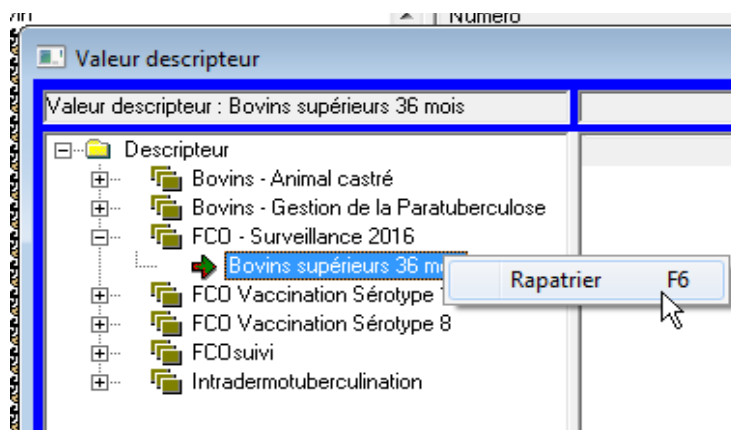 Numéro
Valeur descripteur
Valeur descripteur : Bovins supérieurs 36 mois
Descripteur
Bovins - Animal castré
Bovins - Gestion de la Paratuberculose
FCO - Surveillance 2016
Bovins supérieurs 36
Rapatrier F6
FCO Vaccination Sérotype
FCO Vaccination Sérotype 8
FCOsuivi
Intradermotuberculination